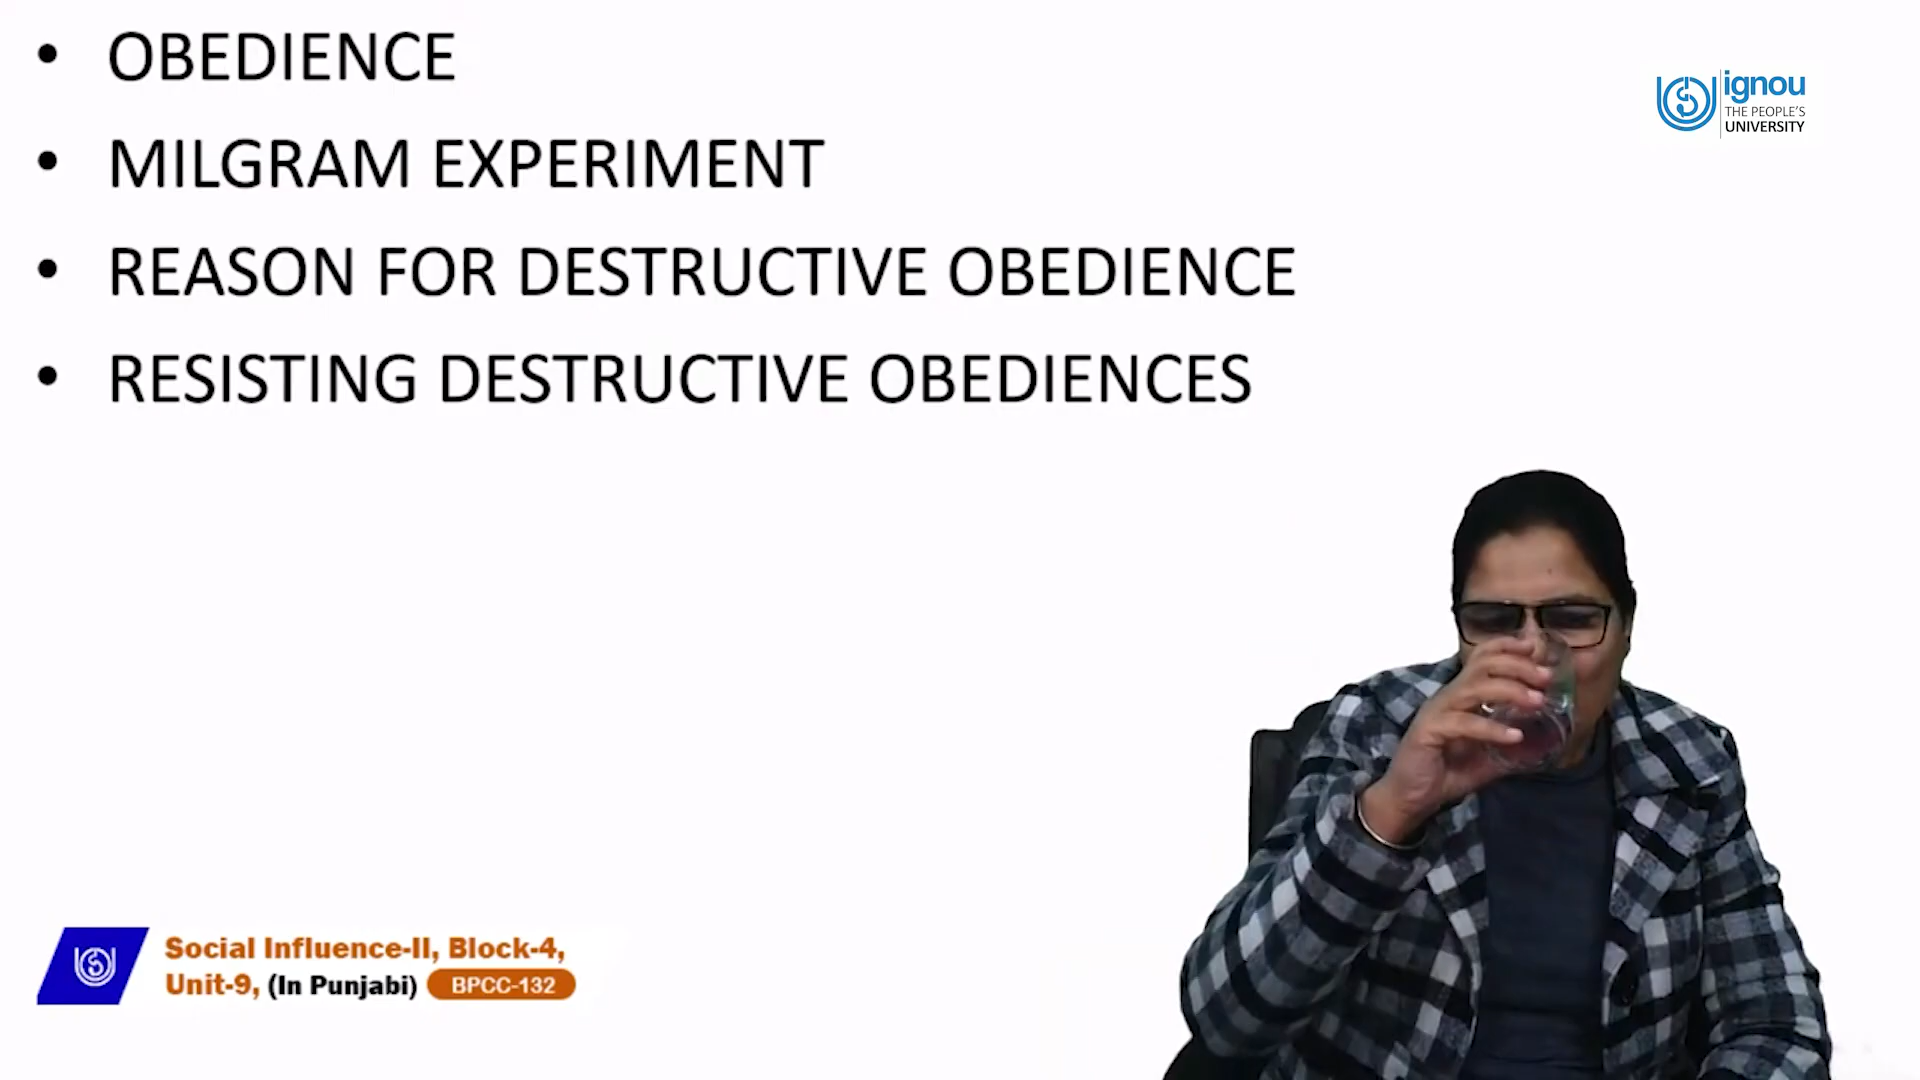 • OBEDIENCE
• MILGRAM EXPERIMENT
• REASON FOR DESTRUCTIVE OBEDIENCE
• RESISTING DESTRUCTIVE OBEDIENCES
ignou
THE PEOPLE'S
UNIVERSITY
Social Influence-II, Block-4,
Unit-9, (In Punjabi) BPCC-132